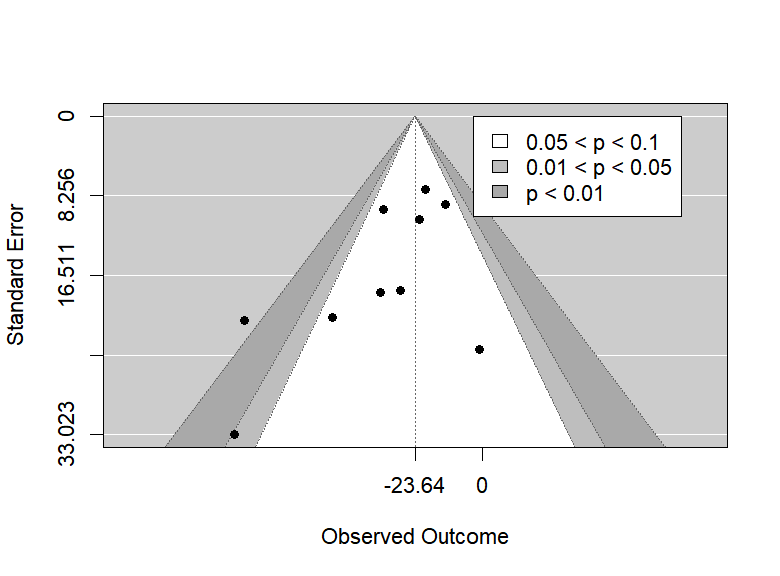 0.05 < p < 0.1
0.01 < p < 0.05
p < 0.01
Standard Error
0
8.256
16.511
33.023
-23.64
0
Observed Outcome